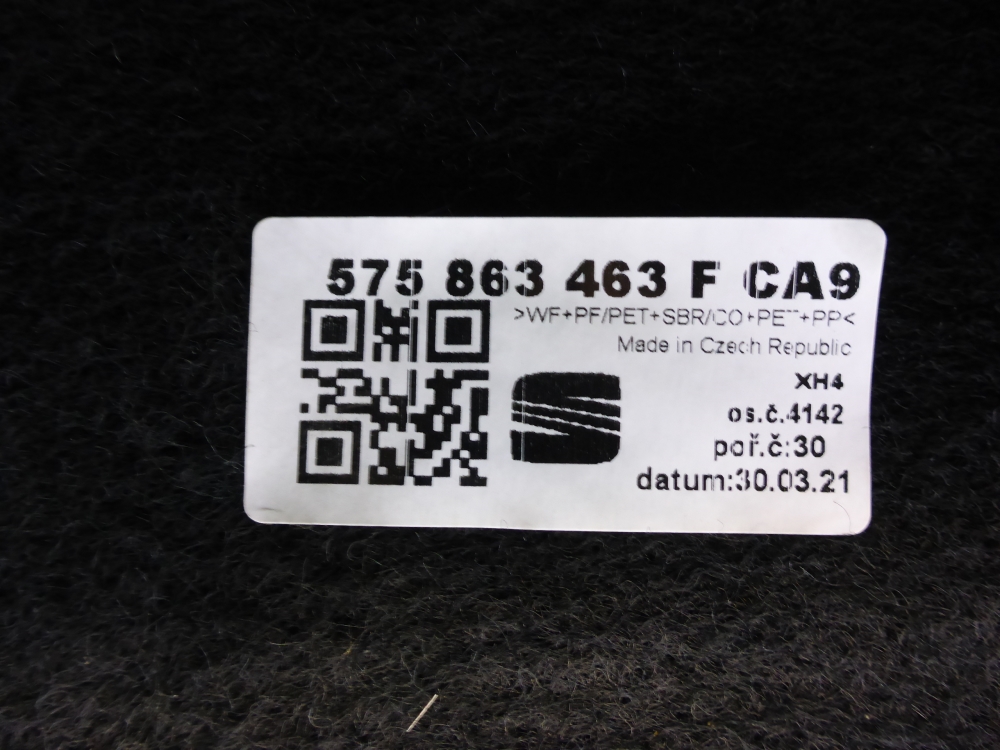 575 863 463 F CA9
>WF+PF/PET+SBR/CO+PET+PP<
Made in Czech Republic
XH4
os.č.4142
poř.č:30
datum:30.03.21